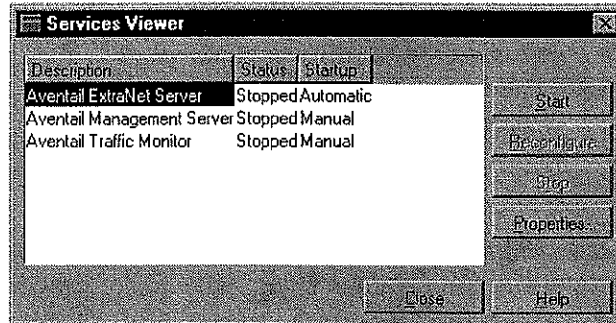 Services Viewer
Description Status Startup
Aventail ExtraNet Server Stopped Automatic
Aventail Management Server Stopped Manual
Aventail Traffic Monitor Stopped Manual
Start
Reconfigure
Stop
Properties...
Close Help